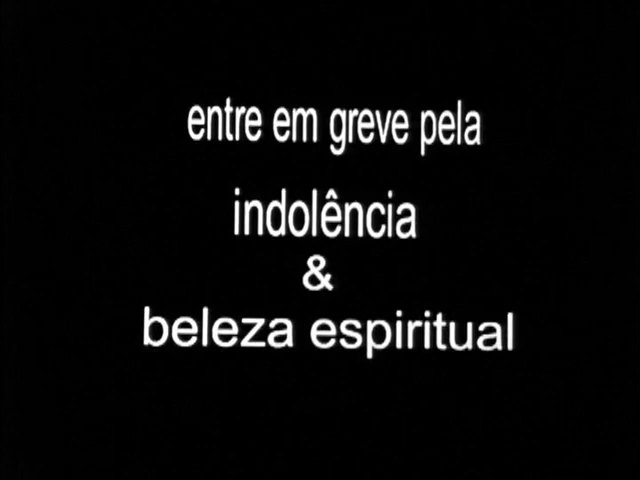 entre em greve pela
indolência
&
beleza espiritual